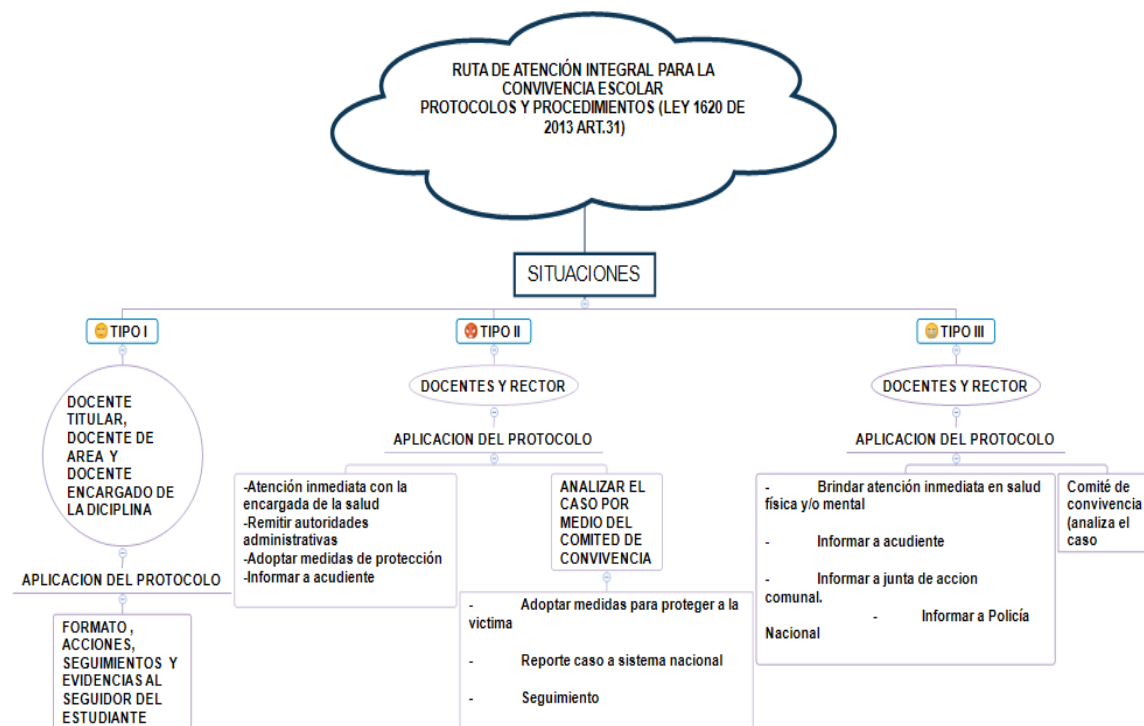 RUTA DE ATENCIÓN INTEGRAL PARA LA
CONVIVENCIA ESCOLAR
PROTOCOLOS Y PROCEDIMIENTOS (LEY 1620 DE
2013 ART.31)
SITUACIONES
TIPO I
DOCENTE
TITULAR,
DOCENTE DE
AREA Y
DOCENTE
ENCARGADO DE
LA DICIPLINA
APLICACION DEL PROTOCOLO
FORMATO ,
ACCIONES,
SEGUIMIENTOS Y
EVIDENCIAS AL
SEGUIDOR DEL
ESTUDIANTE
TIPO II
DOCENTES Y RECTOR
APLICACION DEL PROTOCOLO
-Atención inmediata con la
encargada de la salud
-Remitir autoridades
administrativas
-Adoptar medidas de protección
-Informar a acudiente
ANALIZAR EL
CASO POR
MEDIO DEL
COMITED DE
CONVIVENCIA
- Adoptar medidas para proteger a la
victima
- Reporte caso a sistema nacional
- Seguimiento
TIPO III
DOCENTES Y RECTOR
APLICACION DEL PROTOCOLO
- Brindar atención inmediata en salud
física y/o mental
- Informar a acudiente
- Informar a junta de accion
comunal.
- Informar a Policía
Nacional
Comité de
convivencia
(analiza el
caso